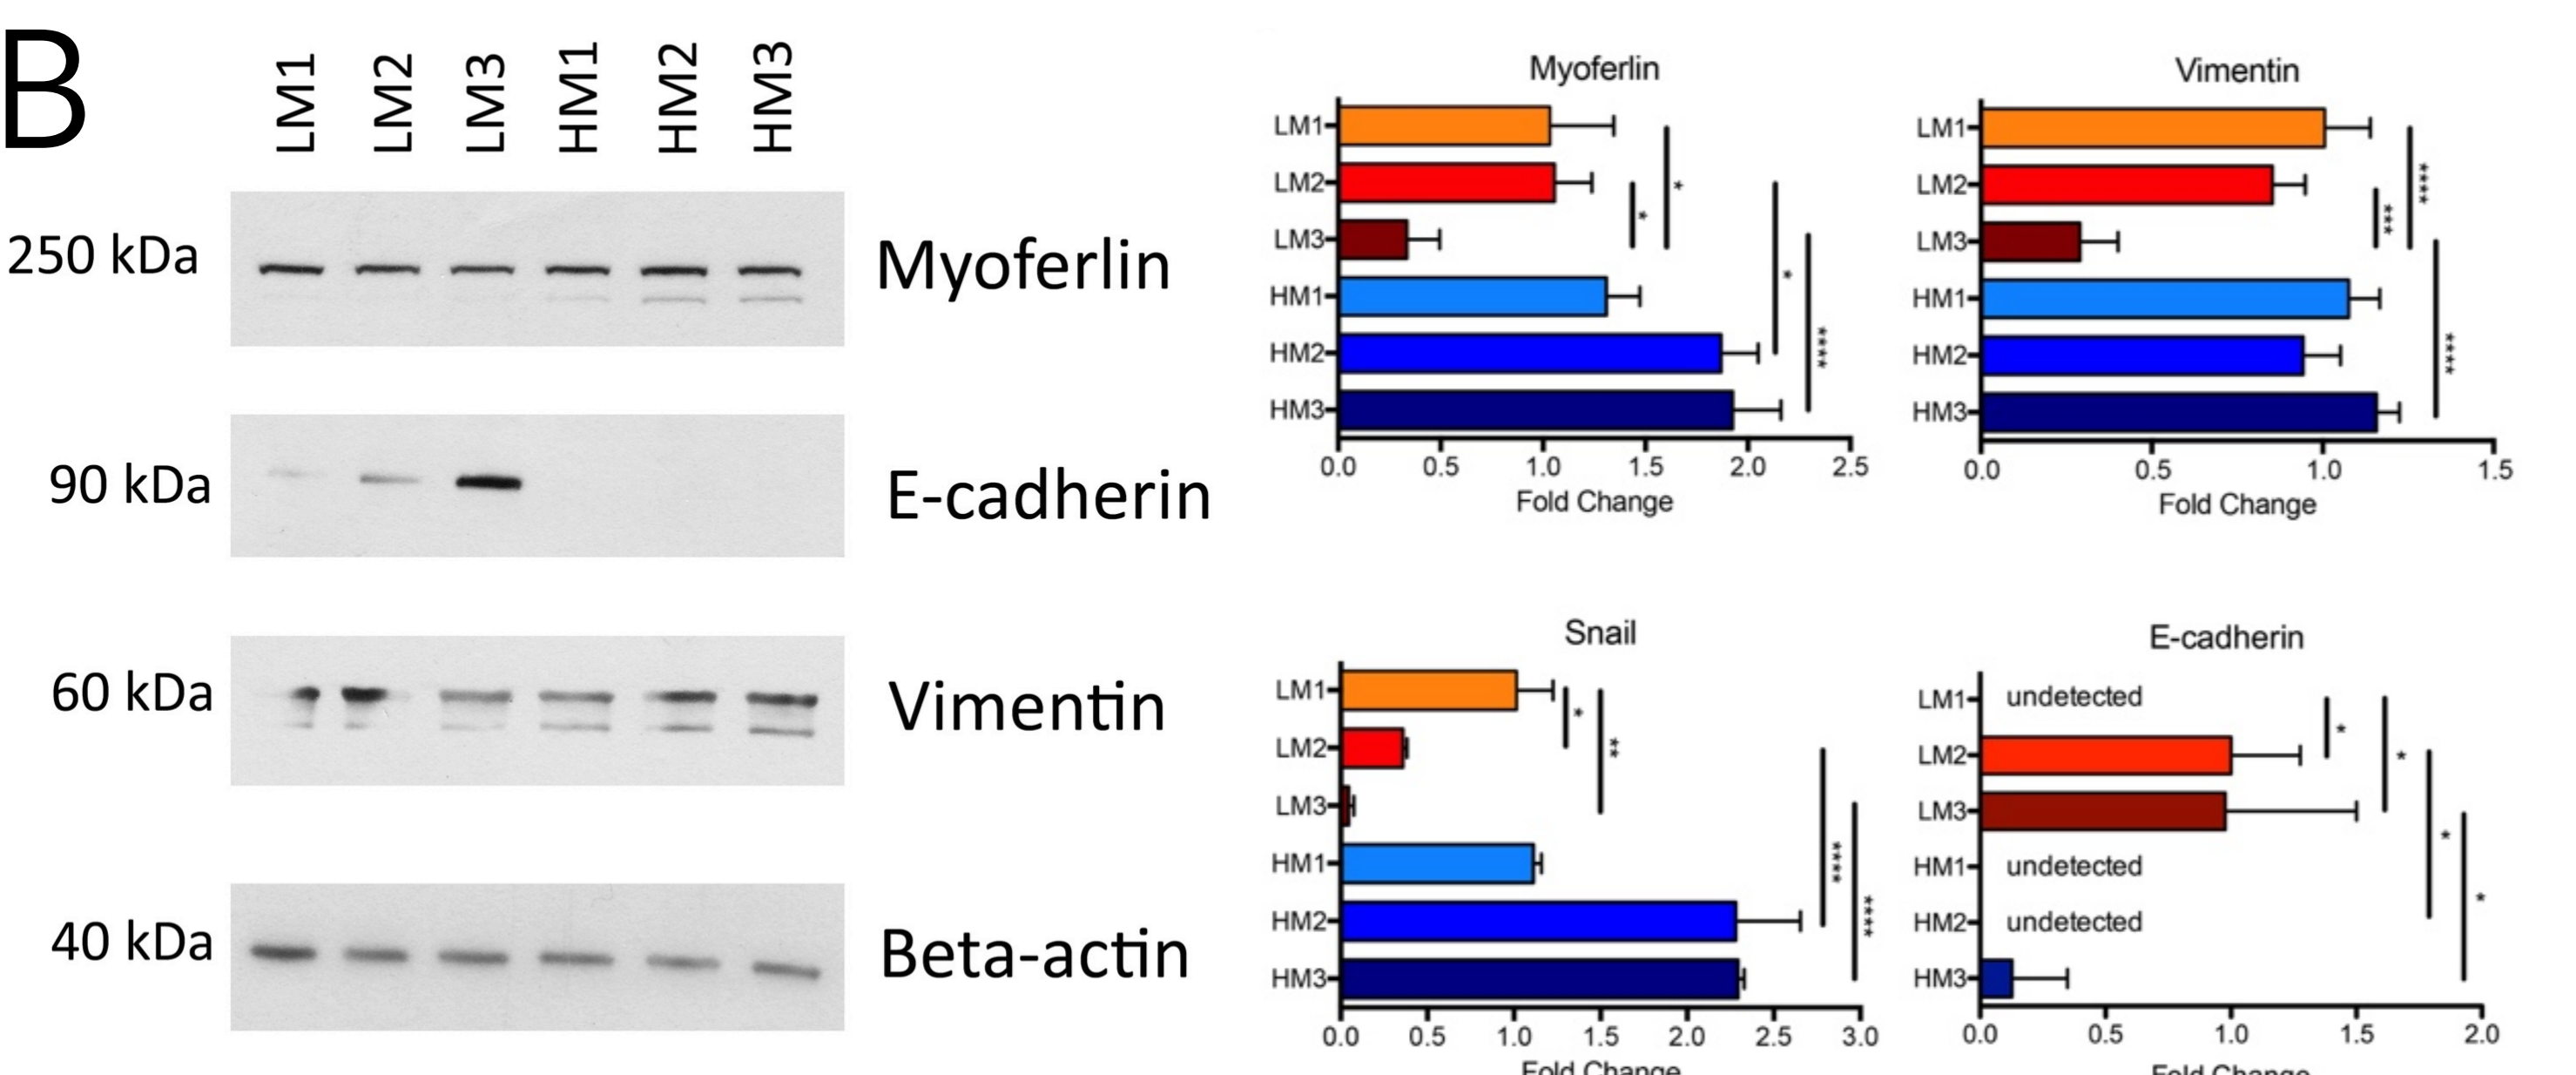 B
LM1 LM2 LM3 HM1 HM2 HM3
250 kDa Myoferlin
90 kDa E-cadherin
60 kDa Vimentin
40 kDa Beta-actin
Myoferlin
LM1
LM2
LM3
HM1
HM2
HM3
* * * ****
0.0 0.5 1.0 1.5 2.0 2.5
Fold Change
Vimentin
LM1
LM2
LM3
HM1
HM2
HM3
*** **** ****
0.0 0.5 1.0 1.5
Fold Change
Snail
LM1
LM2
LM3
HM1
HM2
HM3
* ** **** ****
0.0 0.5 1.0 1.5 2.0 2.5 3.0
Fold Change
E-cadherin
LM1 undetected
LM2
LM3
HM1 undetected
HM2 undetected
HM3
* * * *
0.0 0.5 1.0 1.5 2.0
Fold Change